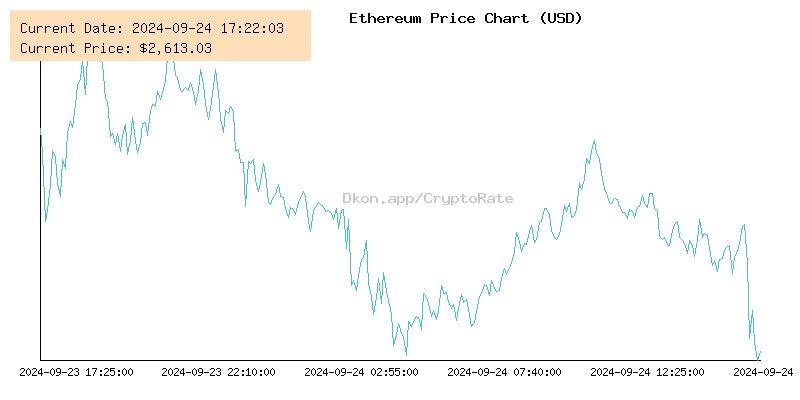 Ethereum Price Chart (USD)
Current Date: 2024-09-24 17:22:03
Current Price: $2,613.03
Dkon.app/CryptoRate
2024-09-23 17:25:00 2024-09-23 22:10:00 2024-09-24 02:55:00 2024-09-24 07:40:00 2024-09-24 12:25:00 2024-09-24